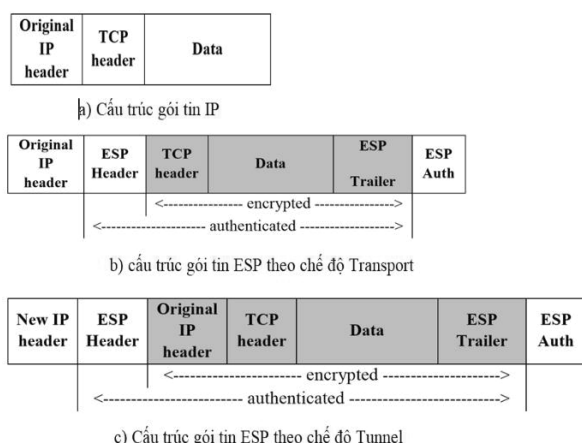 Original IP header TCP header Data
a) Cấu trúc gói tin IP
Original IP header ESP Header TCP header Data ESP Trailer ESP Auth
<---------------- encrypted ---------------->
<--------------------- authenticated --------------------->
b) cấu trúc gói tin ESP theo chế độ Transport
New IP header ESP Header Original IP header TCP header Data ESP Trailer ESP Auth
<------------------- encrypted ------------------->
<------------------------ authenticated ------------------------>
c) Cấu trúc gói tin ESP theo chế độ Tunnel